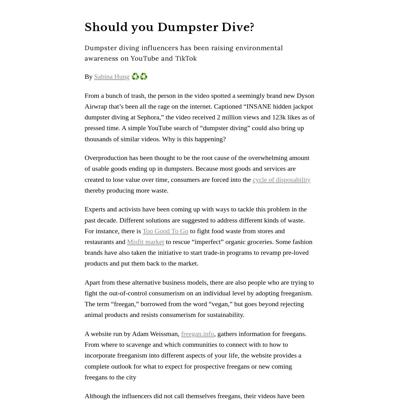 Should you Dumpster Dive?
Dumpster diving influencers has been raising environmental
awareness on YouTube and TikTok
By Sabina Hung ♻️♻️
From a bunch of trash, the person in the video spotted a seemingly brand new Dyson
Airwrap that's been all the rage on the internet. Captioned “INSANE hidden jackpot
dumpster diving at Sephora,” the video received 2 million views and 123k likes as of
pressed time. A simple YouTube search of “dumpster diving” could also bring up
thousands of similar videos. Why is this happening?
Overproduction has been thought to be the root cause of the overwhelming amount
of usable goods ending up in dumpsters. Because most goods and services are
created to lose value over time, consumers are forced into the cycle of disposability
thereby producing more waste.
Experts and activists have been coming up with ways to tackle this problem in the
past decade. Different solutions are suggested to address different kinds of waste.
For instance, there is Too Good To Go to fight food waste from stores and
restaurants and Misfit market to rescue “imperfect” organic groceries. Some fashion
brands have also taken the initiative to start trade-in programs to revamp pre-loved
products and put them back to the market.
Apart from these alternative business models, there are also people who are trying to
fight the out-of-control consumerism on an individual level by adopting freeganism.
The term “freegan,” borrowed from the word “vegan,” but goes beyond rejecting
animal products and resists consumerism for sustainability.
A website run by Adam Weissman, freegan.info, gathers information for freegans.
From where to scavenge and which communities to connect with to how to
incorporate freeganism into different aspects of your life, the website provides a
complete outlook for what to expect for prospective freegans or new coming
freegans to the city
Although the influencers did not call themselves freegans, their videos have been